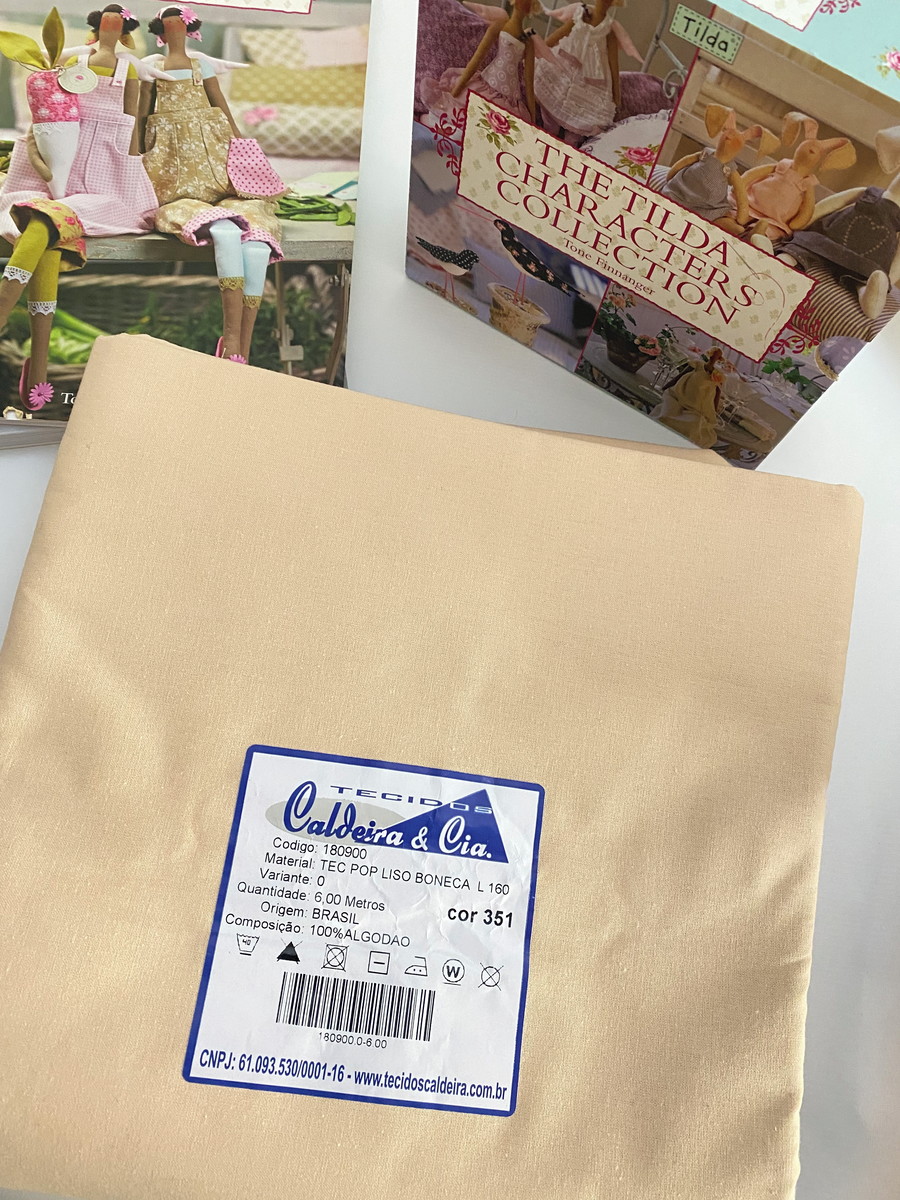 Tilda
THE TILDA
CHARACTERS
COLLECTION
Tone Finnanger
TECIDOS
Caldeira & Cia.
Codigo: 180900
Material: TEC POP LISO BONECA L 160
Variante: 0
Quantidade: 6,00 Metros
cor 351
Origem: BRASIL
Composição: 100%ALGODAO
40
W
180900.0-6.00
CNPJ: 61.093.530/0001-16 - www.tecidoscaldeira.com.br